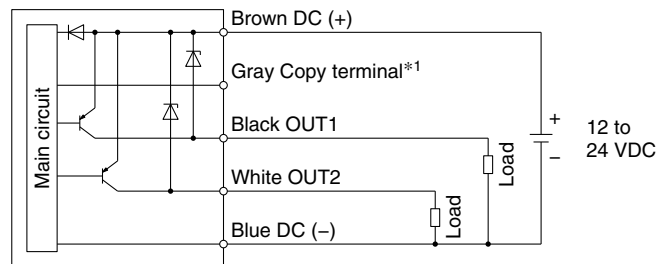 Brown DC (+)
Gray Copy terminal*1
Main circuit
Black OUT1
White OUT2
Blue DC (−)
Load
Load
+
−
12 to
24 VDC